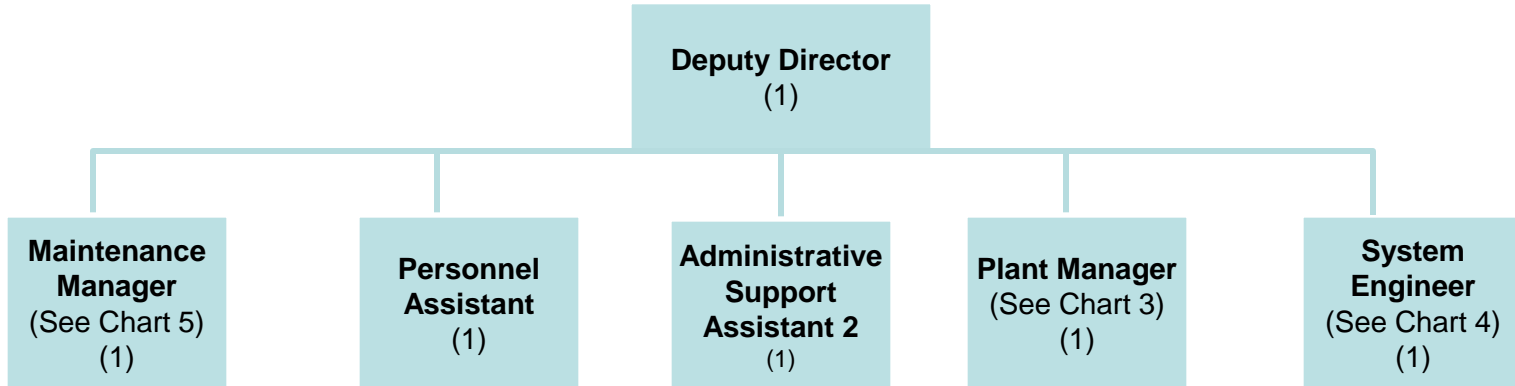 Deputy Director
(1)
Maintenance
Manager
(See Chart 5)
(1)
Personnel
Assistant
(1)
Administrative
Support
Assistant 2
(1)
Plant Manager
(See Chart 3)
(1)
System
Engineer
(See Chart 4)
(1)